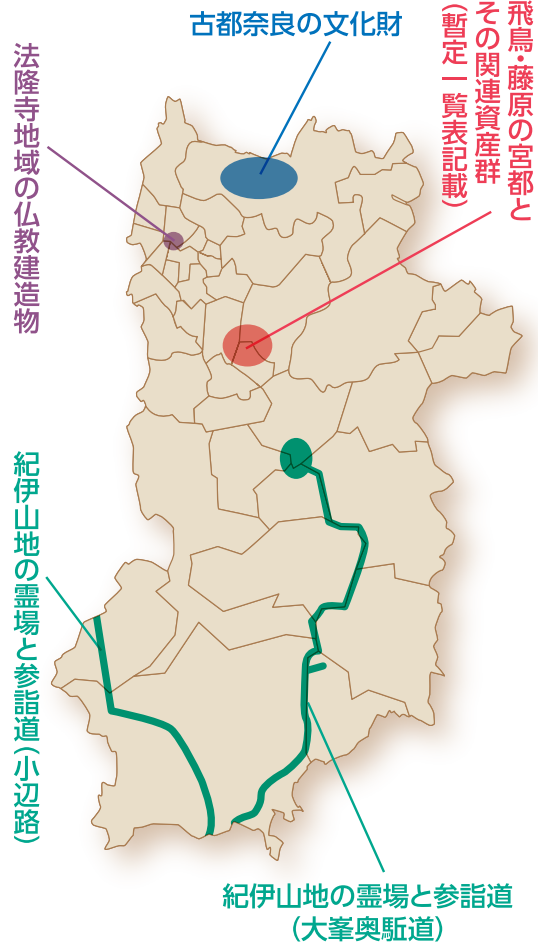 古都奈良の文化財
飛鳥・藤原の宮都と
その関連資産群
(暫定一覧表記載)
法隆寺地域の仏教建造物
紀伊山地の霊場と参詣道(小辺路)
紀伊山地の霊場と参詣道
(大峯奥駈道)